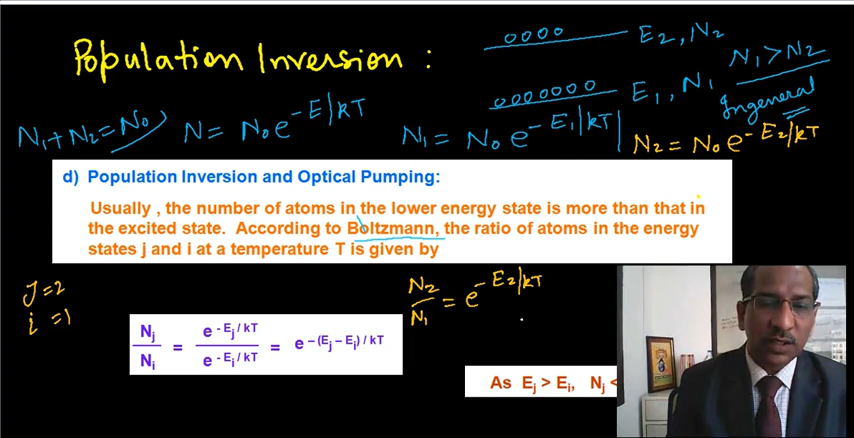 Population Inversion :
oooo E2, N2
N1 > N2
ooooooo E1, N1
In general
N1 + N2 = N0 N = N0 e^-E/kT N1 = N0 e^-E1/kT N2 = N0 e^-E2/kT
d) Population Inversion and Optical Pumping:
Usually , the number of atoms in the lower energy state is more than that in
the excited state. According to Boltzmann, the ratio of atoms in the energy
states j and i at a temperature T is given by
J = 2
i = 1
N2/N1 = e^-E2/kT
Nj/Ni = e^-Ej/kT / e^-Ei/kT = e^-(Ej – Ei)/kT
As Ej > Ei, Nj <